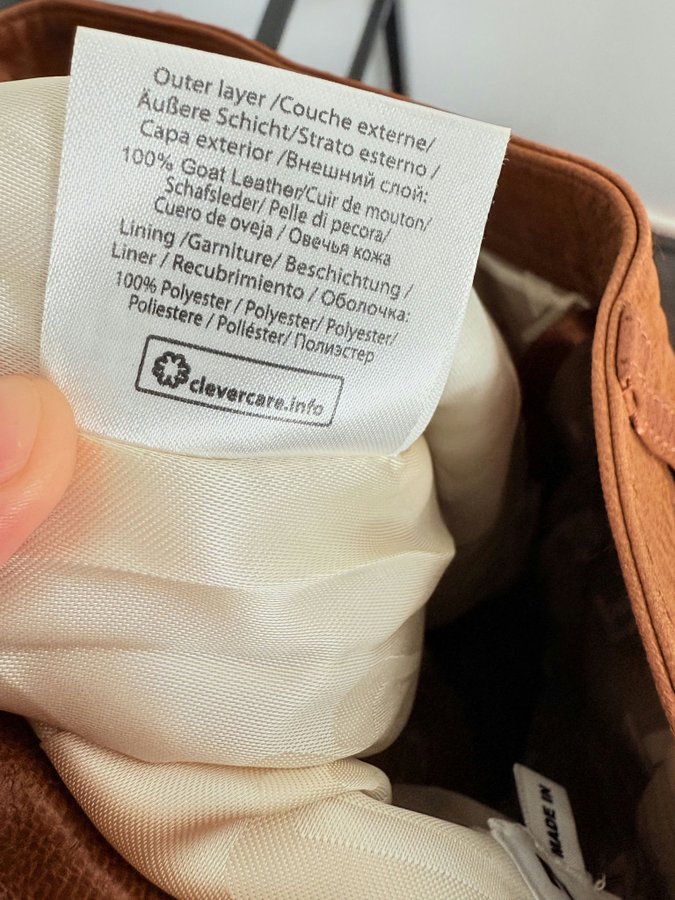 Outer layer /Couche externe/
Äußere Schicht/Strato esterno /
Capa exterior /Внешний слой:
100% Goat Leather/Cuir de mouton/
Schafsleder/ Pelle di pecora/
Cuero de oveja / Овечья кожа
Lining /Garniture/ Beschichtung /
Liner / Recubrimiento / Оболочка:
100% Polyester / Polyester/ Polyester/
Poliestere / Poliéster/ Полиэстер
clevercare.info
MADE IN